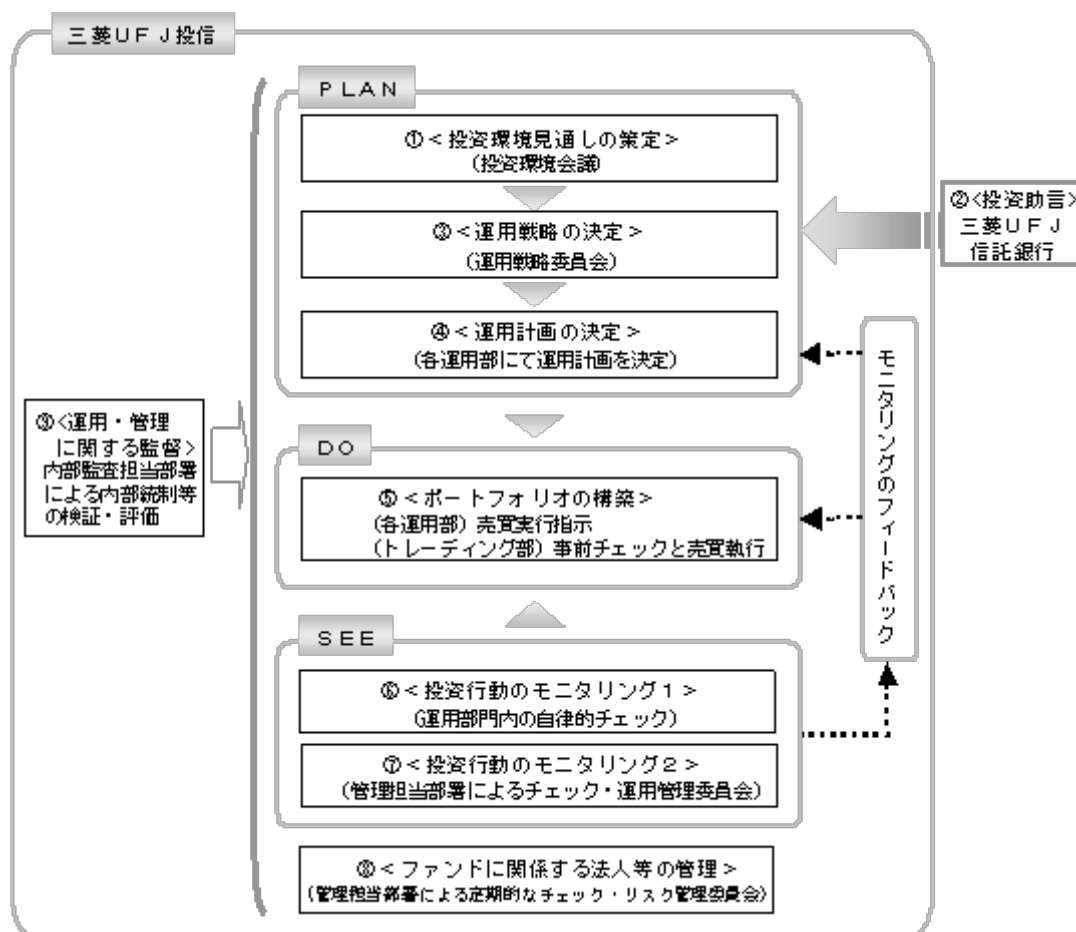 三菱UFJ投信
PLAN
①<投資環境見通しの策定>
(投資環境会議)
②<投資助言>
三菱UFJ
信託銀行
③<運用戦略の決定>
(運用戦略委員会)
④<運用計画の決定>
(各運用部にて運用計画を決定)
モニタリングのフィードバック
⑨<運用・管理
に関する監督>
内部監査担当部署
による内部統制等
の検証・評価
DO
⑤<ポートフォリオの構築>
(各運用部)売買実行指示
(トレーディング部)事前チェックと売買執行
SEE
⑥<投資行動のモニタリング1>
(運用部門内の自律的チェック)
⑦<投資行動のモニタリング2>
(管理担当部署によるチェック・運用管理委員会)
⑧<ファンドに関係する法人等の管理>
(管理担当部署による定期的なチェック・リスク管理委員会)